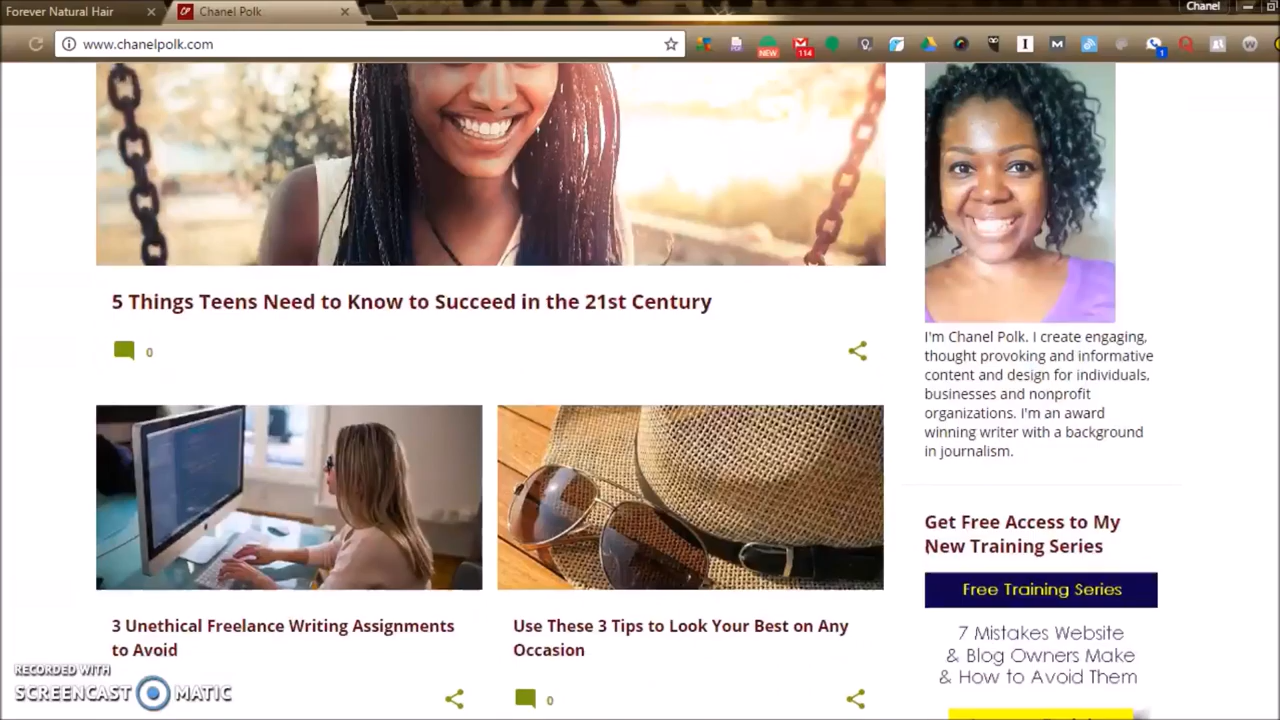 Forever Natural Hair
Chanel Polk
Chanel
www.chanelpolk.com
NEW
114
1
5 Things Teens Need to Know to Succeed in the 21st Century
0
3 Unethical Freelance Writing Assignments
to Avoid
Use These 3 Tips to Look Your Best on Any
Occasion
0
I'm Chanel Polk. I create engaging,
thought provoking and informative
content and design for individuals,
businesses and nonprofit
organizations. I'm an award
winning writer with a background
in journalism.
Get Free Access to My
New Training Series
Free Training Series
7 Mistakes Website
& Blog Owners Make
& How to Avoid Them
RECORDED WITH
SCREENCAST MATIC